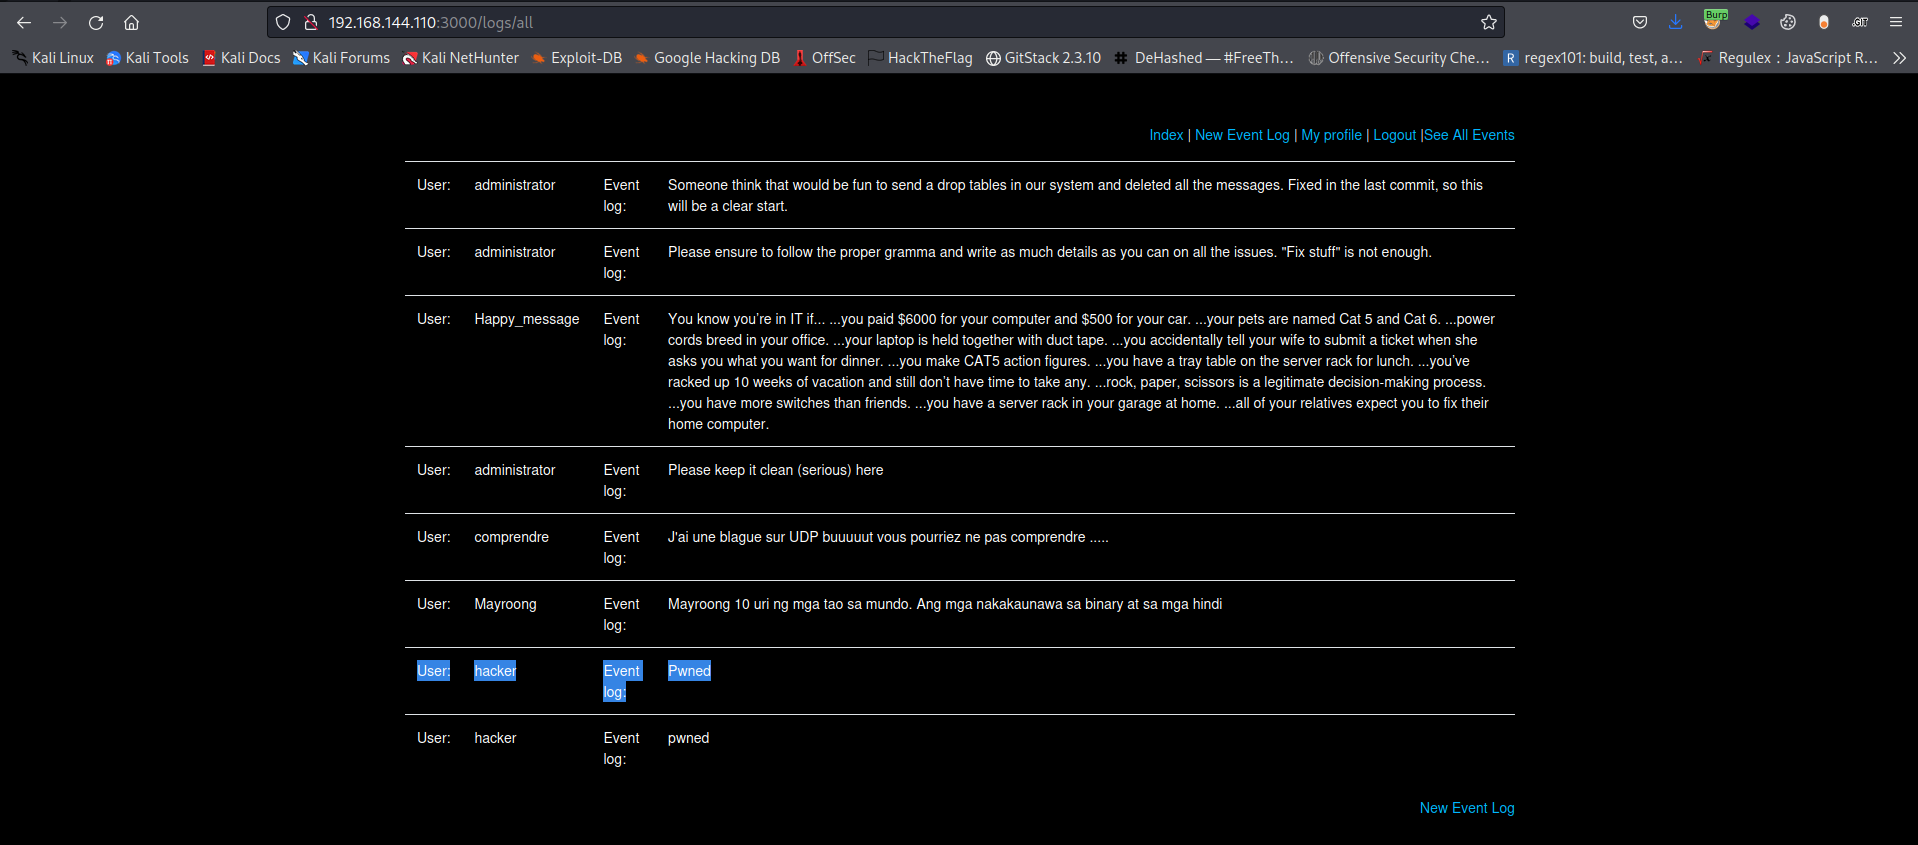 192.168.144.110:3000/logs/all
Burp
.GIT
Kali Linux Kali Tools Kali Docs Kali Forums Kali NetHunter Exploit-DB Google Hacking DB OffSec HackTheFlag GitStack 2.3.10 DeHashed — #FreeTh... Offensive Security Che... regex101: build, test, a... Regulex : JavaScript R...
Index | New Event Log | My profile | Logout |See All Events
User: administrator Event log: Someone think that would be fun to send a drop tables in our system and deleted all the messages. Fixed in the last commit, so this
will be a clear start.
User: administrator Event log: Please ensure to follow the proper gramma and write as much details as you can on all the issues. "Fix stuff" is not enough.
User: Happy_message Event log: You know you’re in IT if... ...you paid $6000 for your computer and $500 for your car. ...your pets are named Cat 5 and Cat 6. ...power
cords breed in your office. ...your laptop is held together with duct tape. ...you accidentally tell your wife to submit a ticket when she
asks you what you want for dinner. ...you make CAT5 action figures. ...you have a tray table on the server rack for lunch. ...you’ve
racked up 10 weeks of vacation and still don’t have time to take any. ...rock, paper, scissors is a legitimate decision-making process.
...you have more switches than friends. ...you have a server rack in your garage at home. ...all of your relatives expect you to fix their
home computer.
User: administrator Event log: Please keep it clean (serious) here
User: comprendre Event log: J'ai une blague sur UDP buuuuut vous pourriez ne pas comprendre .....
User: Mayroong Event log: Mayroong 10 uri ng mga tao sa mundo. Ang mga nakakaunawa sa binary at sa mga hindi
User: hacker Event log: Pwned
User: hacker Event log: pwned
New Event Log